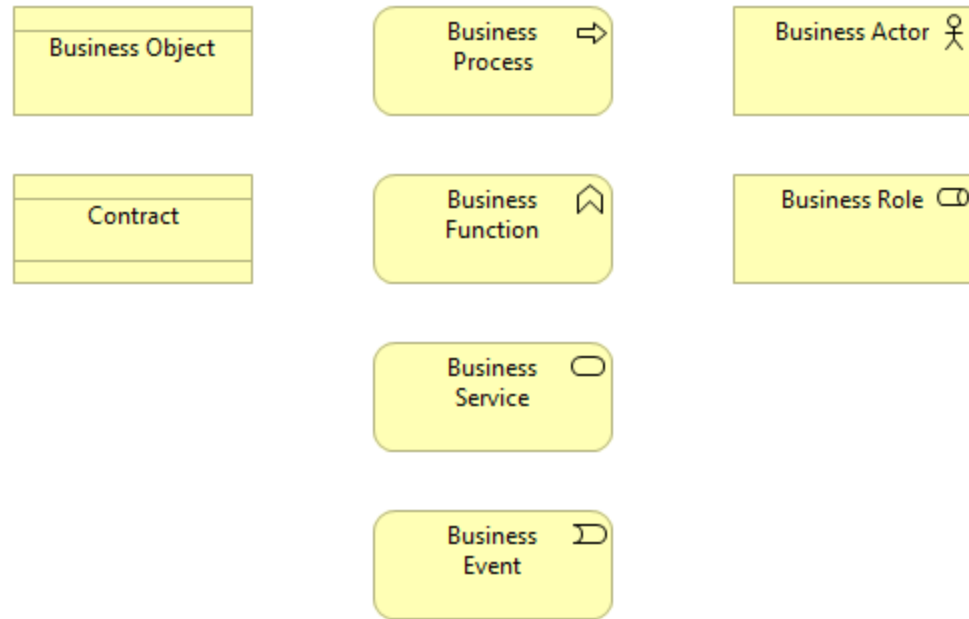 Business Object
Business
Process
Business Actor
Contract
Business
Function
Business Role
Business
Service
Business
Event